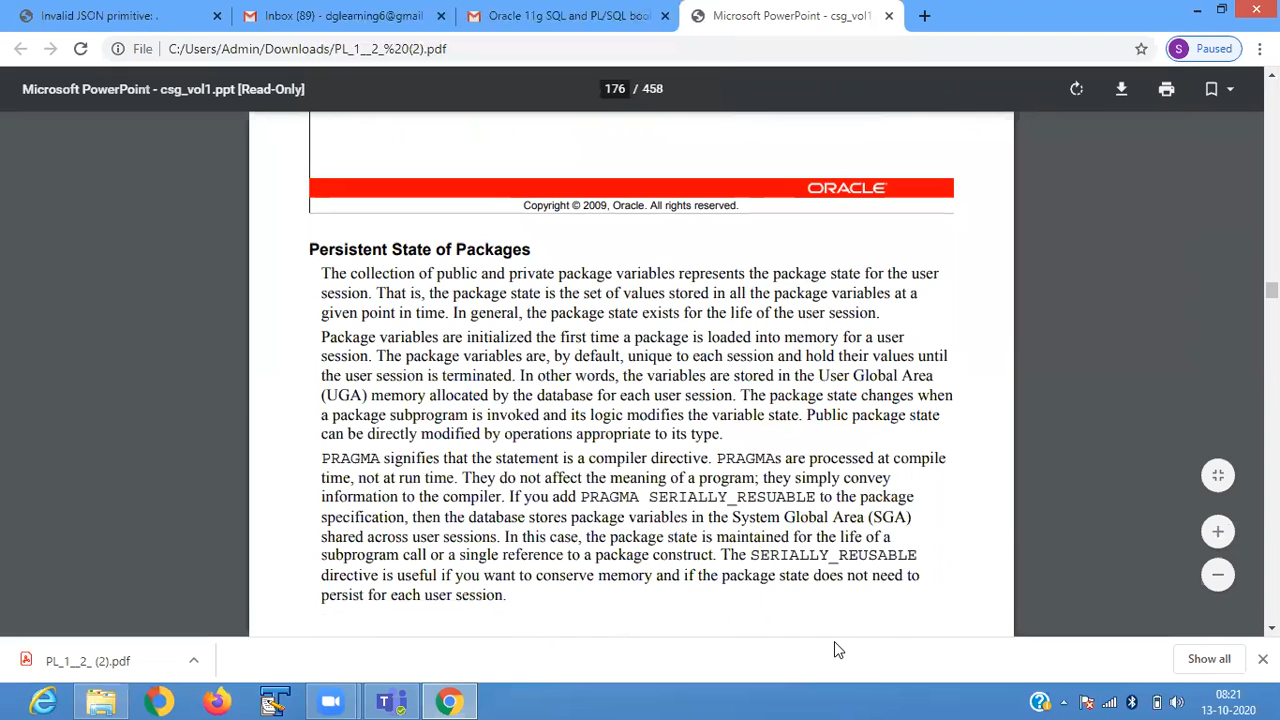 Invalid JSON primitive: .
Inbox (89) - dglearning6@gmail
Oracle 11g SQL and PL/SQL boo
Microsoft PowerPoint - csg_vol1
File
C:/Users/Admin/Downloads/PL_1__2_%20(2).pdf
S
Paused
Microsoft PowerPoint - csg_vol1.ppt [Read-Only]
176 / 458
ORACLE
Copyright © 2009, Oracle. All rights reserved.
Persistent State of Packages
The collection of public and private package variables represents the package state for the user
session. That is, the package state is the set of values stored in all the package variables at a
given point in time. In general, the package state exists for the life of the user session.
Package variables are initialized the first time a package is loaded into memory for a user
session. The package variables are, by default, unique to each session and hold their values until
the user session is terminated. In other words, the variables are stored in the User Global Area
(UGA) memory allocated by the database for each user session. The package state changes when
a package subprogram is invoked and its logic modifies the variable state. Public package state
can be directly modified by operations appropriate to its type.
PRAGMA signifies that the statement is a compiler directive. PRAGMAs are processed at compile
time, not at run time. They do not affect the meaning of a program; they simply convey
information to the compiler. If you add PRAGMA SERIALLY_RESUABLE to the package
specification, then the database stores package variables in the System Global Area (SGA)
shared across user sessions. In this case, the package state is maintained for the life of a
subprogram call or a single reference to a package construct. The SERIALLY_REUSABLE
directive is useful if you want to conserve memory and if the package state does not need to
persist for each user session.
PL_1__2_ (2).pdf
Show all
08:21
13-10-2020